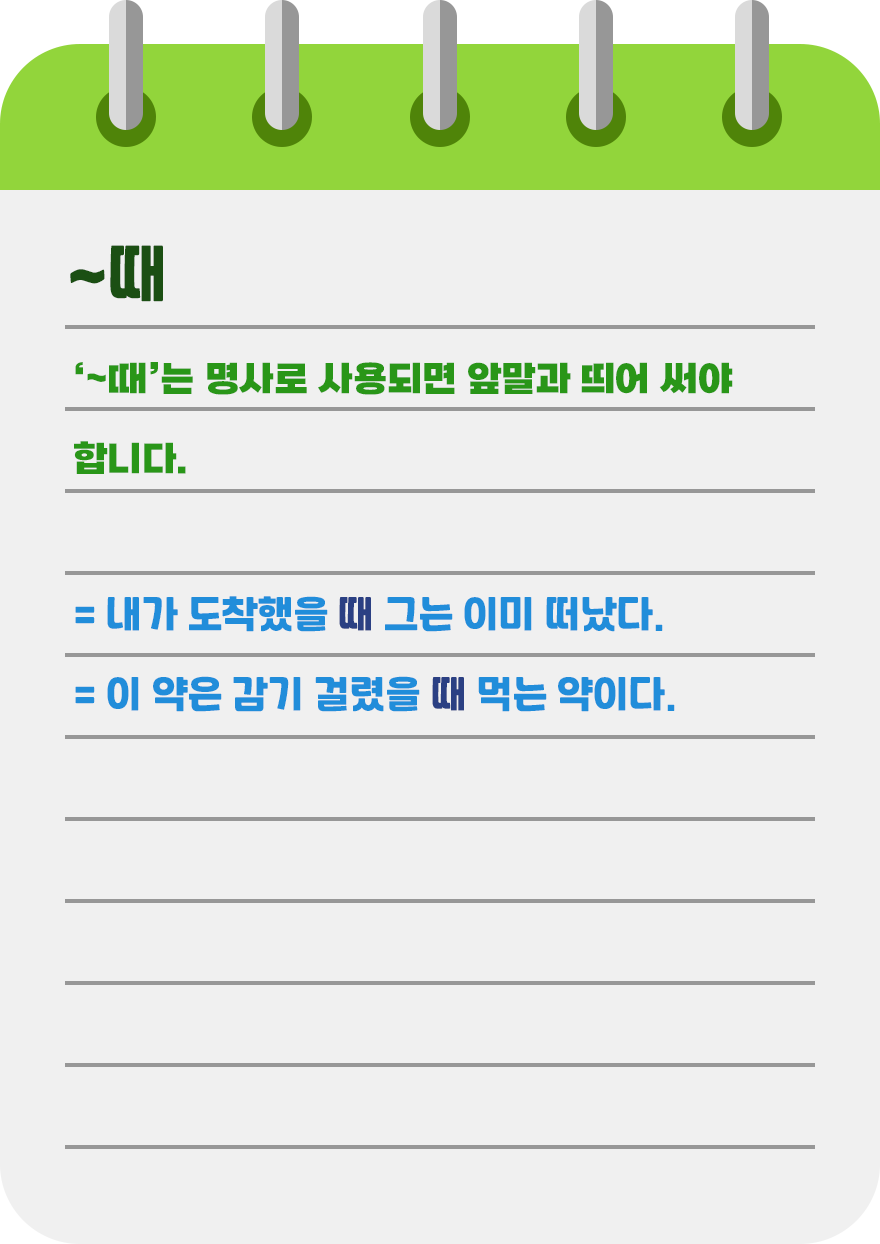 ~때
‘~때’는 명사로 사용되면 앞말과 띄어 써야
합니다.
= 내가 도착했을 때 그는 이미 떠났다.
= 이 약은 감기 걸렸을 때 먹는 약이다.